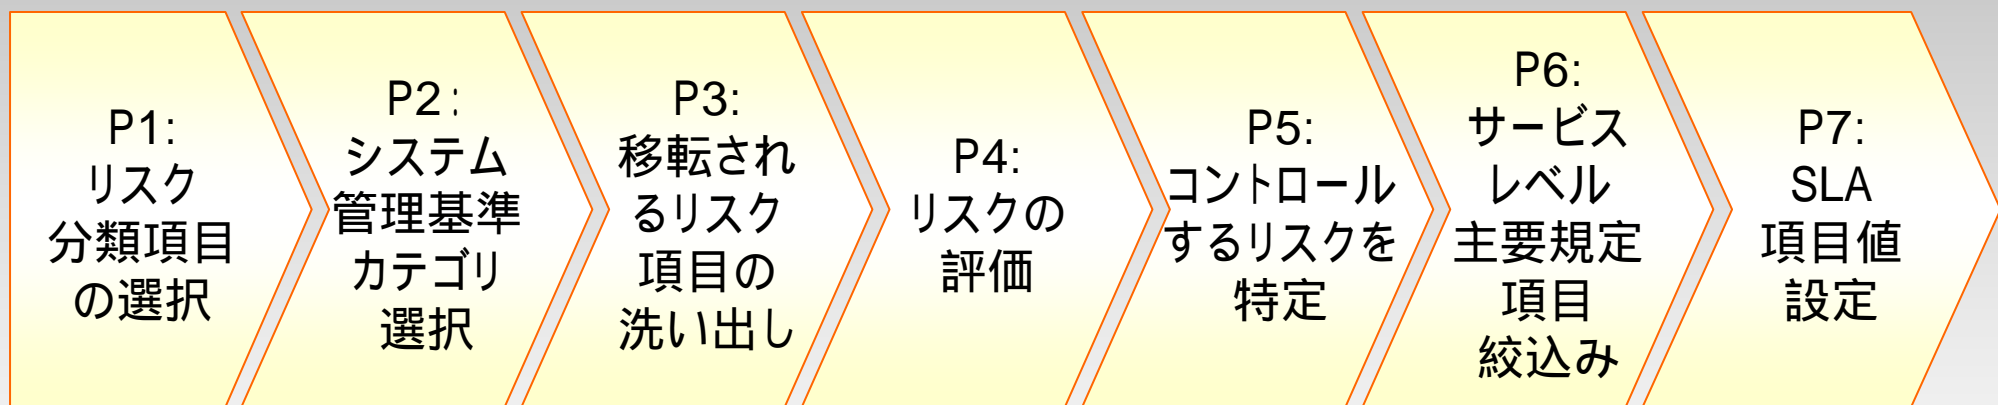 P1:
リスク
分類項目
の選択
P2:
システム
管理基準
カテゴリ
選択
P3:
移転され
るリスク
項目の
洗い出し
P4:
リスクの
評価
P5:
コントロール
するリスクを
特定
P6:
サービス
レベル
主要規定
項目
絞込み
P7:
SLA
項目値
設定